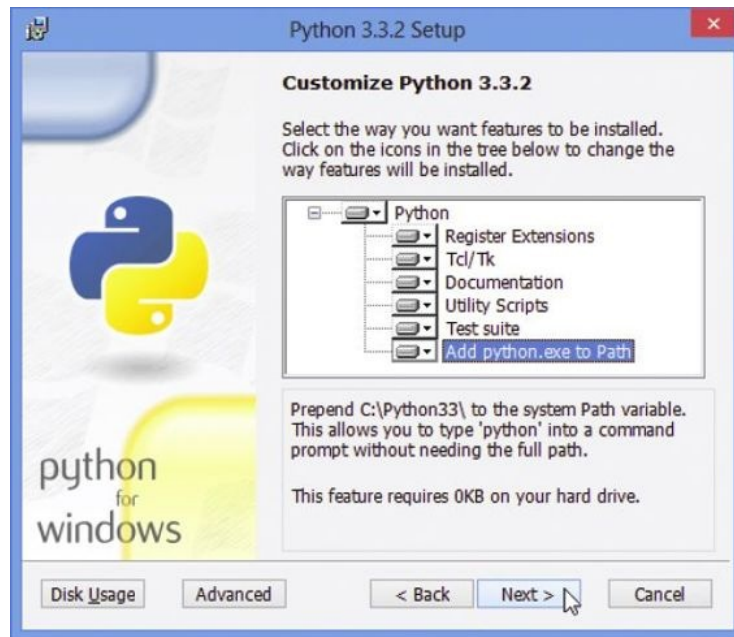 Python 3.3.2 Setup
Customize Python 3.3.2
Select the way you want features to be installed.
Click on the icons in the tree below to change the
way features will be installed.
Python
Register Extensions
Tcl/Tk
Documentation
Utility Scripts
Test suite
Add python.exe to Path
Prepend C:\Python33\ to the system Path variable.
This allows you to type 'python' into a command
prompt without needing the full path.
This feature requires 0KB on your hard drive.
python
for
windows
Disk Usage
Advanced
< Back
Next >
Cancel